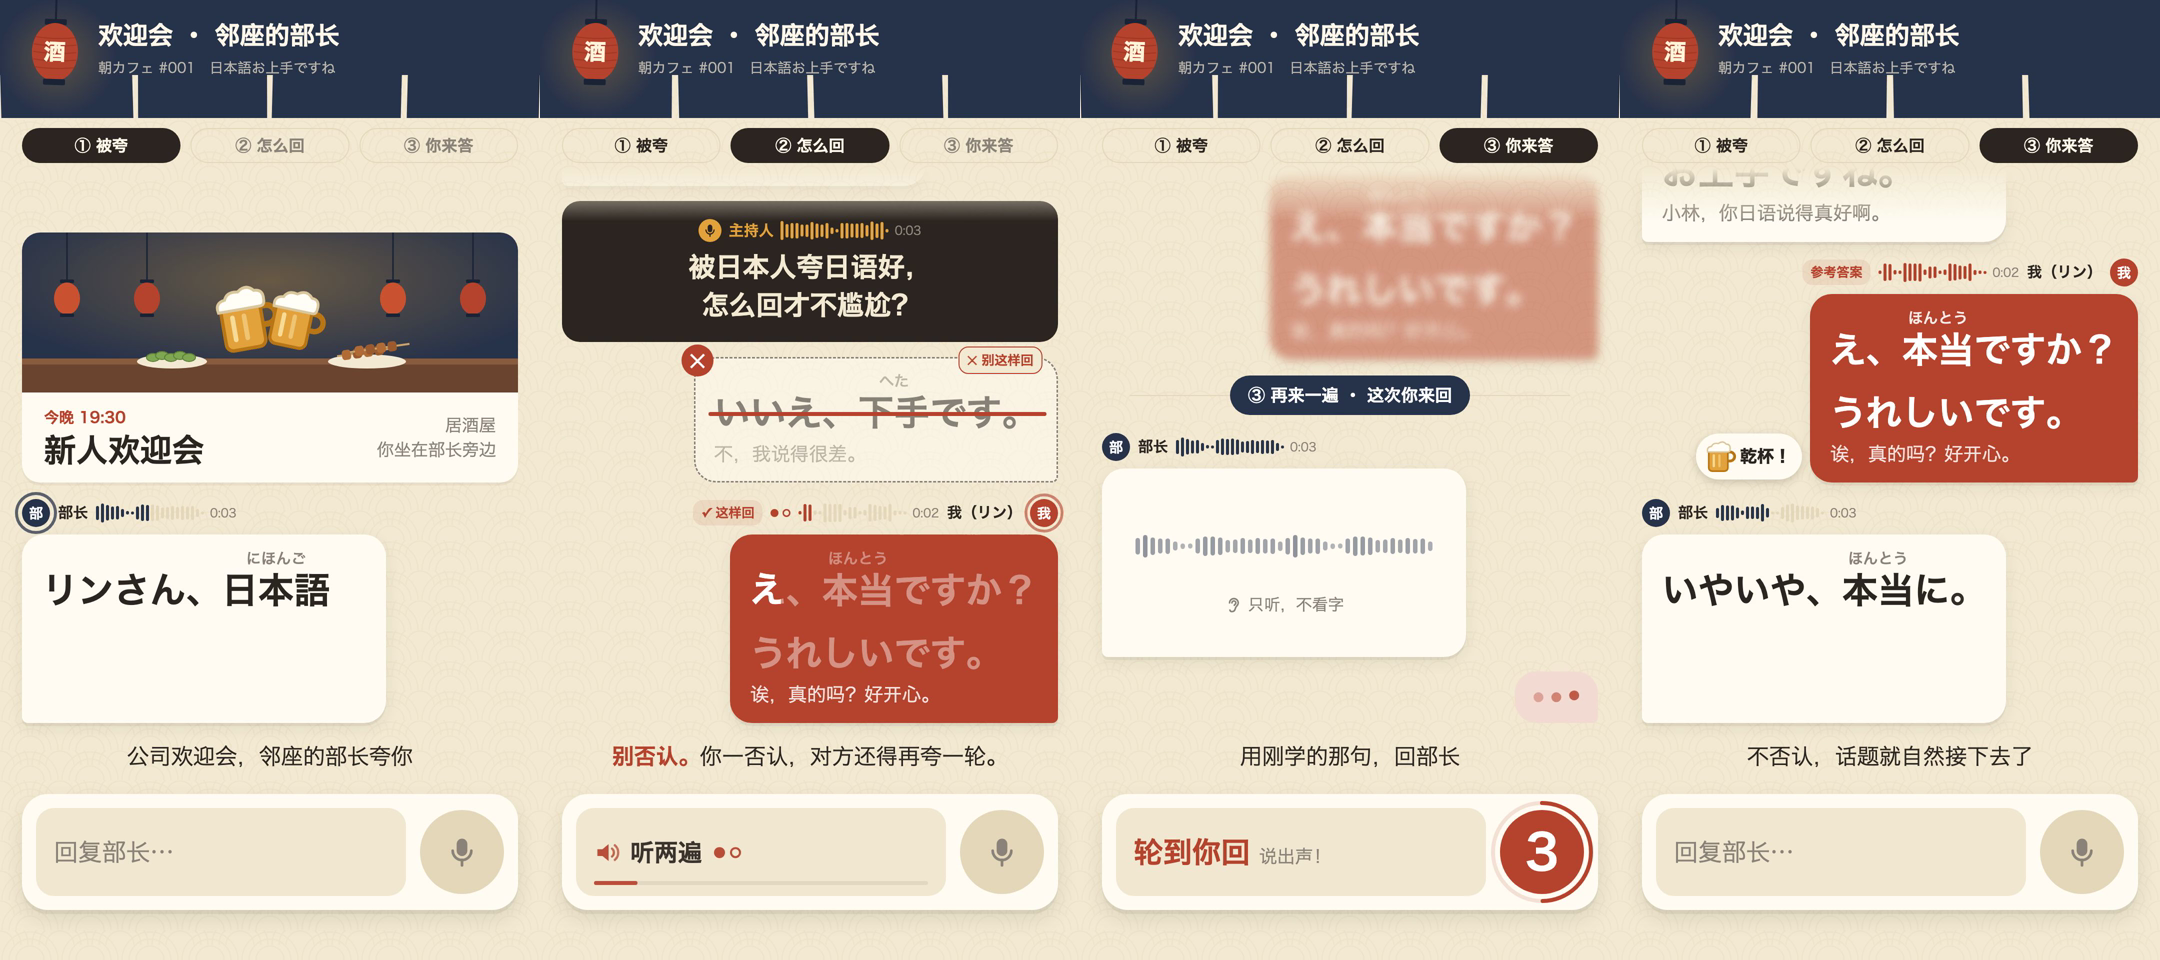 酒
欢迎会 · 邻座的部长
朝カフェ #001 日本語お上手ですね
① 被夸
② 怎么回
③ 你来答
今晚 19:30
新人欢迎会
居酒屋
你坐在部长旁边
部 部长 0:03
にほんご
リンさん、日本語
公司欢迎会，邻座的部长夸你
回复部长…
酒
欢迎会 · 邻座的部长
朝カフェ #001 日本語お上手ですね
① 被夸
② 怎么回
③ 你来答
主持人 0:03
被日本人夸日语好，
怎么回才不尴尬？
× 别这样回
へた
いいえ、下手です。
不，我说得很差。
✓ 这样回 0:02 我（リン） 我
ほんとう
え、本当ですか？
うれしいです。
诶，真的吗？好开心。
别否认。你一否认，对方还得再夸一轮。
听两遍
酒
欢迎会 · 邻座的部长
朝カフェ #001 日本語お上手ですね
① 被夸
② 怎么回
③ 你来答
え、本当ですか？
うれしいです。
③ 再来一遍 · 这次你来回
部 部长 0:03
只听，不看字
用刚学的那句，回部长
轮到你回 说出声！
3
酒
欢迎会 · 邻座的部长
朝カフェ #001 日本語お上手ですね
① 被夸
② 怎么回
③ 你来答
お上手ですね。
小林，你日语说得真好啊。
参考答案 0:02 我（リン） 我
ほんとう
え、本当ですか？
うれしいです。
诶，真的吗？好开心。
乾杯！
部 部长 0:03
ほんとう
いやいや、本当に。
不否认，话题就自然接下去了
回复部长…